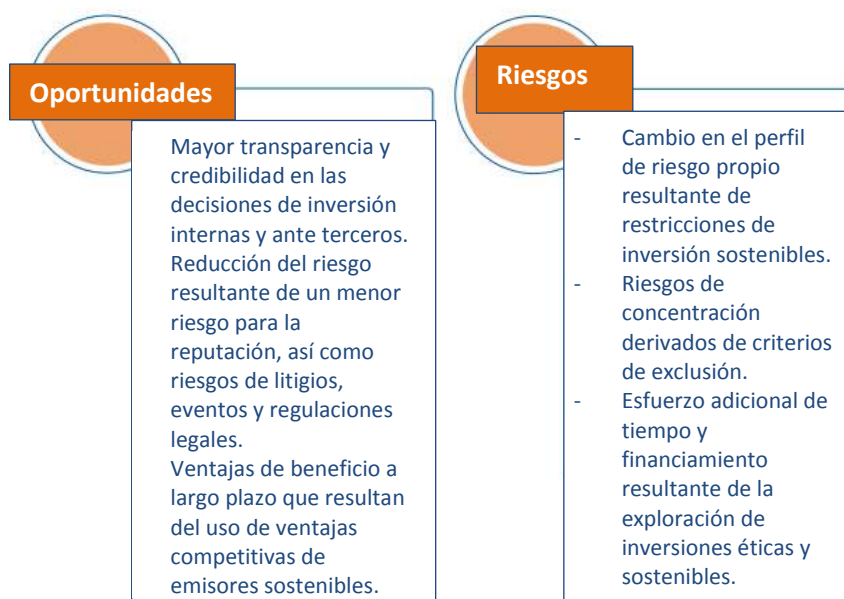 Oportunidades
Mayor transparencia y
credibilidad en las
decisiones de inversión
internas y ante terceros.
Reducción del riesgo
resultante de un menor
riesgo para la
reputación, así como
riesgos de litigios,
eventos y regulaciones
legales.
Ventajas de beneficio a
largo plazo que resultan
del uso de ventajas
competitivas de
emisores sostenibles.
Riesgos
- Cambio en el perfil
de riesgo propio
resultante de
restricciones de
inversión sostenibles.
- Riesgos de
concentración
derivados de criterios
de exclusión.
- Esfuerzo adicional de
tiempo y
financiamiento
resultante de la
exploración de
inversiones éticas y
sostenibles.